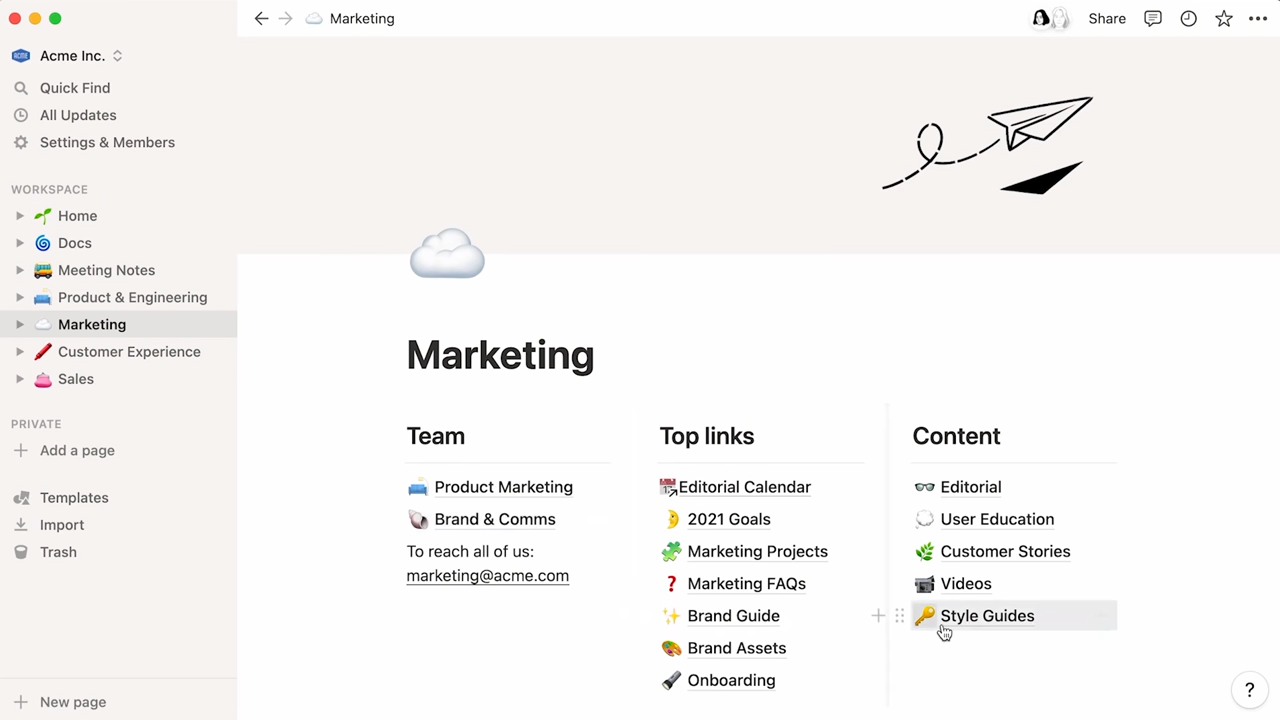 Marketing
Share
ACME
Acme Inc.
Quick Find
All Updates
Settings & Members
WORKSPACE
Home
Docs
Meeting Notes
Product & Engineering
Marketing
Customer Experience
Sales
PRIVATE
Add a page
Templates
Import
Trash
New page
Marketing
Team
Product Marketing
Brand & Comms
To reach all of us:
marketing@acme.com
Top links
Editorial Calendar
2021 Goals
Marketing Projects
Marketing FAQs
Brand Guide
Brand Assets
Onboarding
Content
Editorial
User Education
Customer Stories
Videos
Style Guides
?